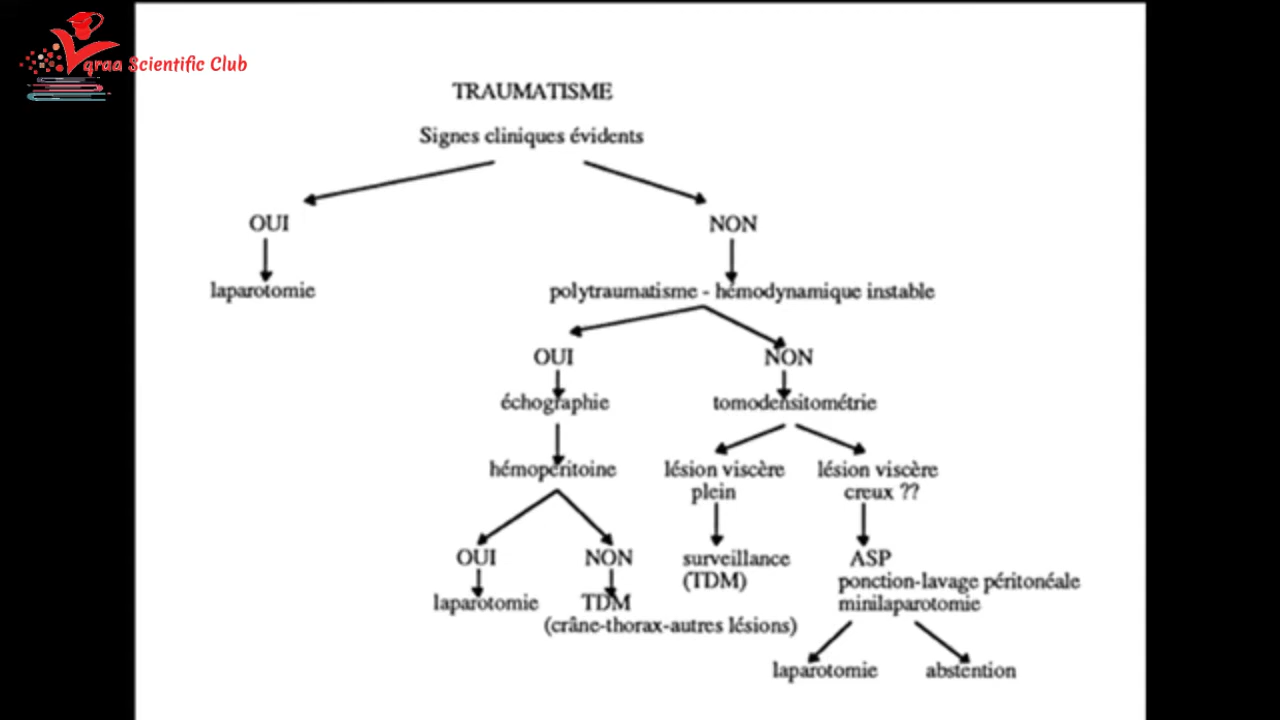 qraa Scientific Club
TRAUMATISME
Signes cliniques évidents
OUI
NON
laparotomie
polytraumatisme - hémodynamique instable
OUI
NON
échographie
tomodensitométrie
hémopéritoine
lésion viscère
plein
lésion viscère
creux ??
OUI
NON
surveillance
(TDM)
ASP
ponction-lavage péritonéale
minilaparotomie
laparotomie
TDM
(crâne-thorax-autres lésions)
laparotomie
abstention